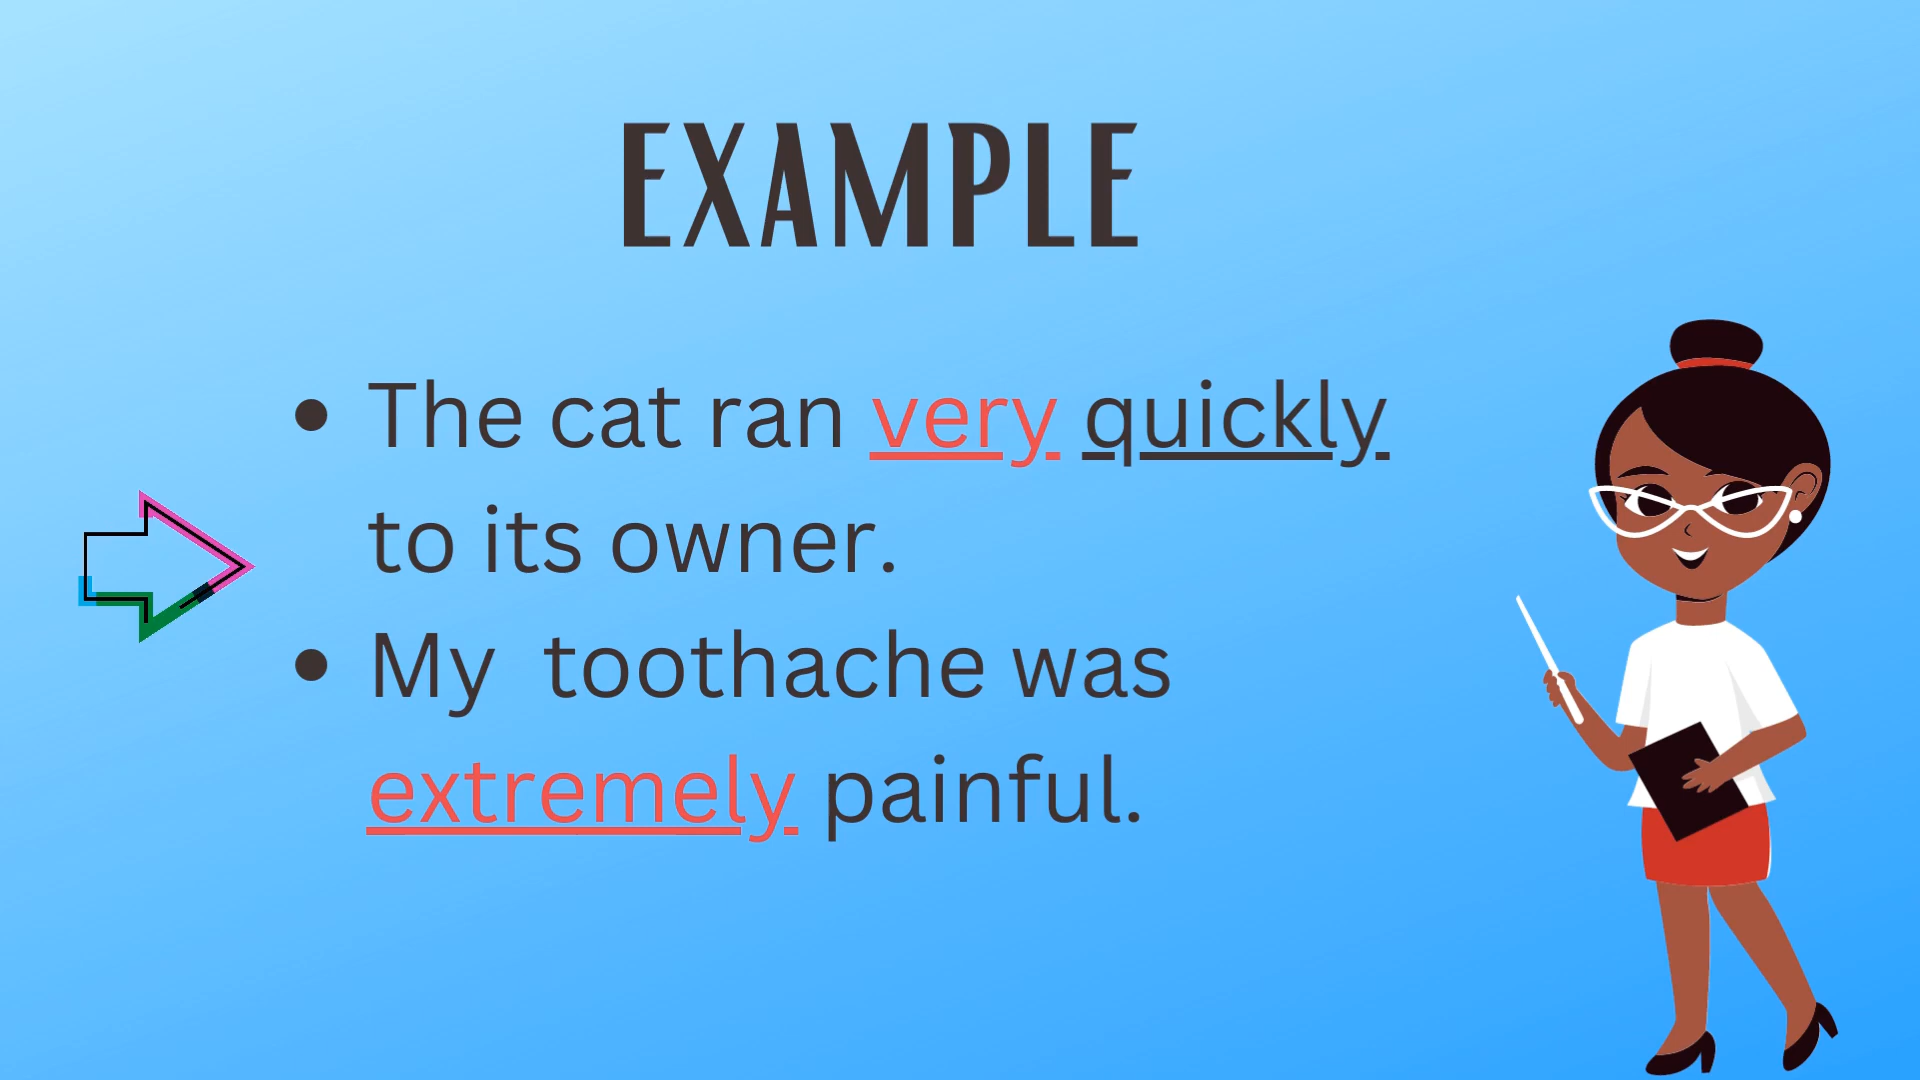 EXAMPLE
• The cat ran very quickly
to its owner.
• My  toothache was
extremely painful.